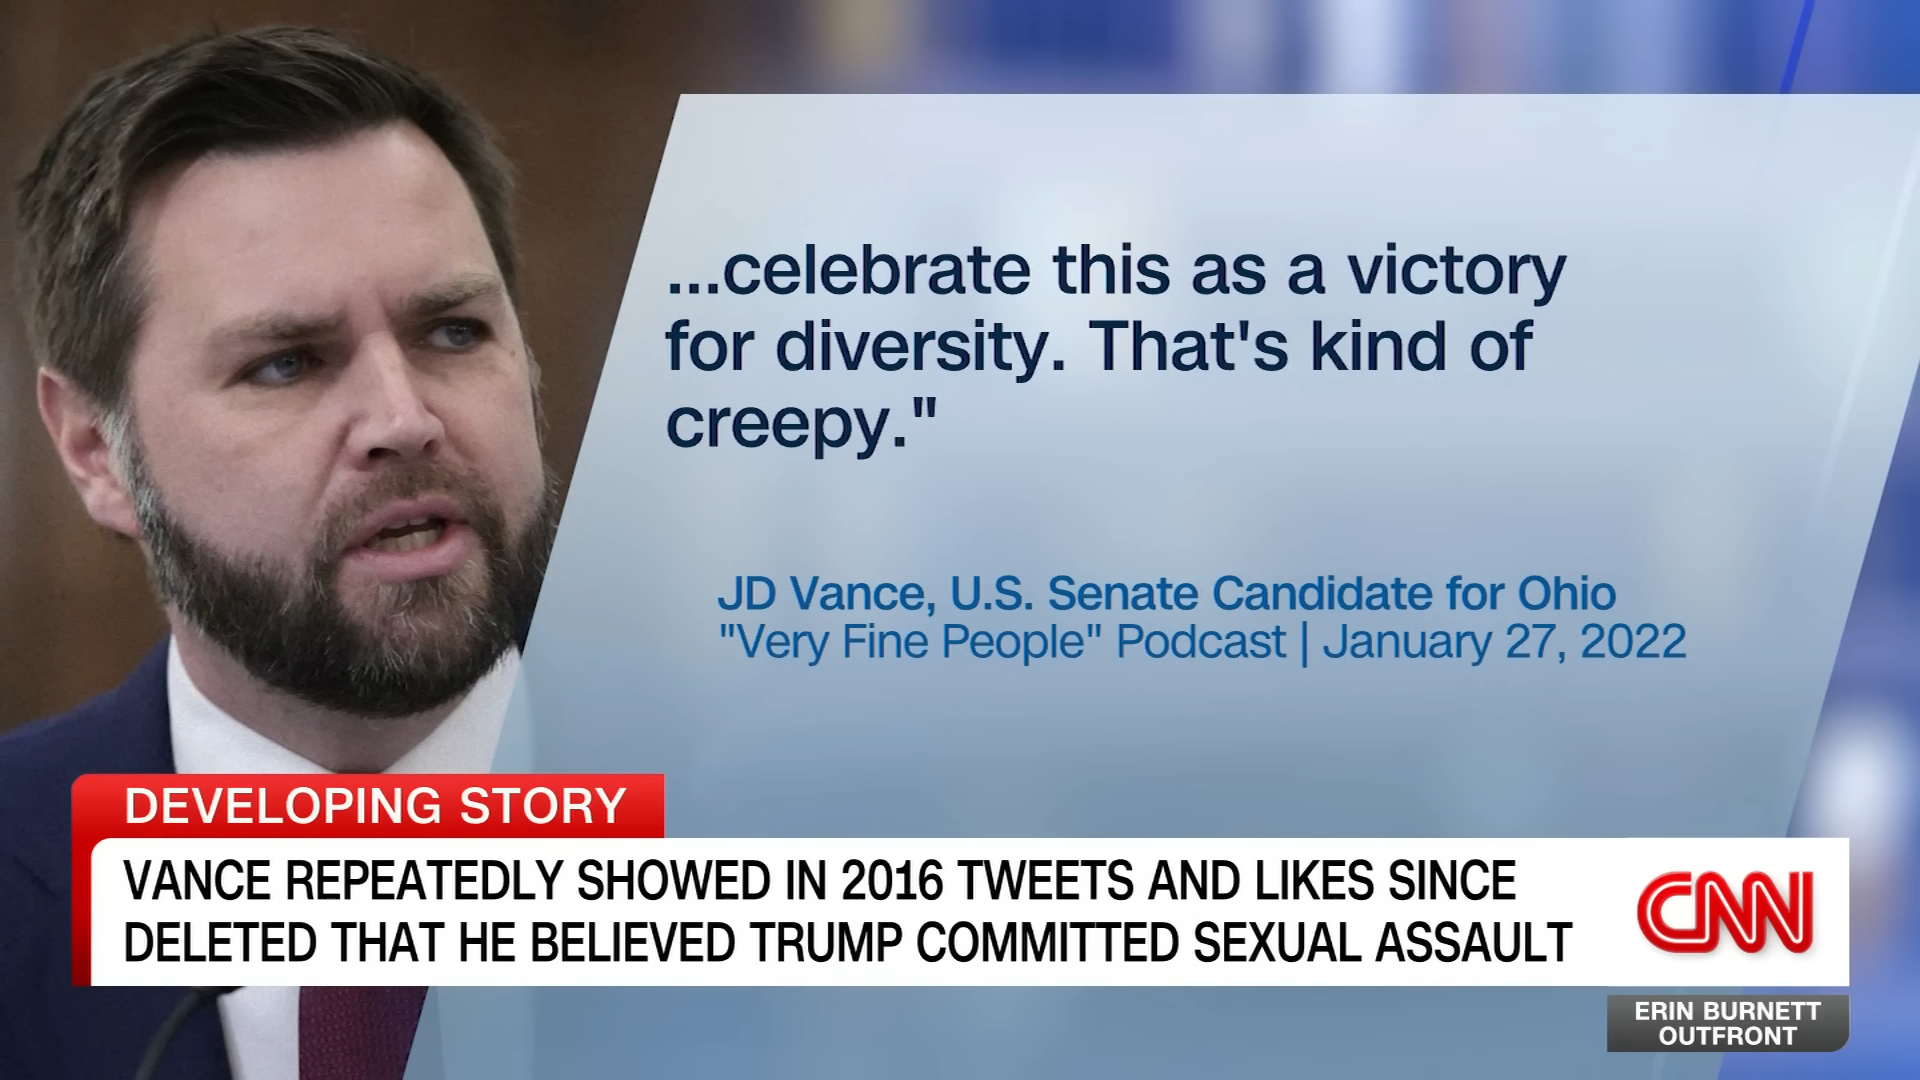 ...celebrate this as a victory
for diversity. That's kind of
creepy."
JD Vance, U.S. Senate Candidate for Ohio
"Very Fine People" Podcast | January 27, 2022
DEVELOPING STORY
VANCE REPEATEDLY SHOWED IN 2016 TWEETS AND LIKES SINCE
DELETED THAT HE BELIEVED TRUMP COMMITTED SEXUAL ASSAULT
CNN
ERIN BURNETT
OUTFRONT